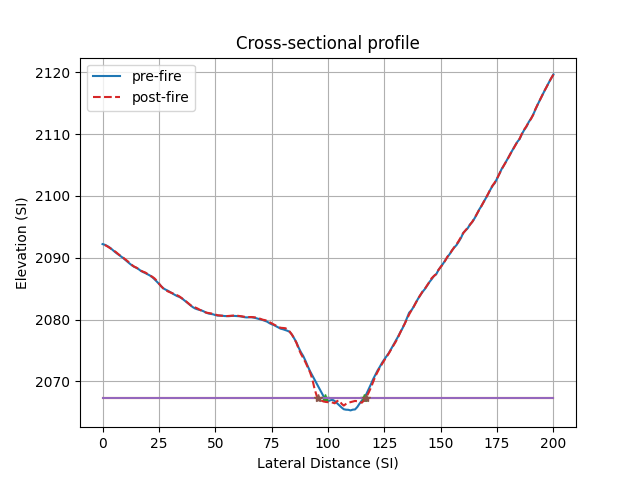 Cross-sectional profile
pre-fire
post-fire
Elevation (SI)
2120
2110
2100
2090
2080
2070
0 25 50 75 100 125 150 175 200
Lateral Distance (SI)